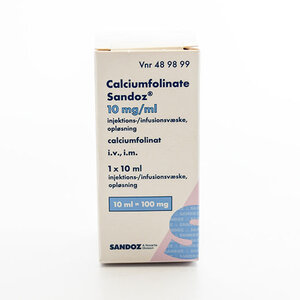 Vnr 48 98 99
Calciumfolinate
Sandoz®
10 mg/ml
injektions-/infusionsvæske,
opløsning
calciumfolinat
i.v., i.m.
1 x 10 ml
injektions-/infusionsvæske,
opløsning
10 ml = 100 mg
SANDOZ
a Novartis